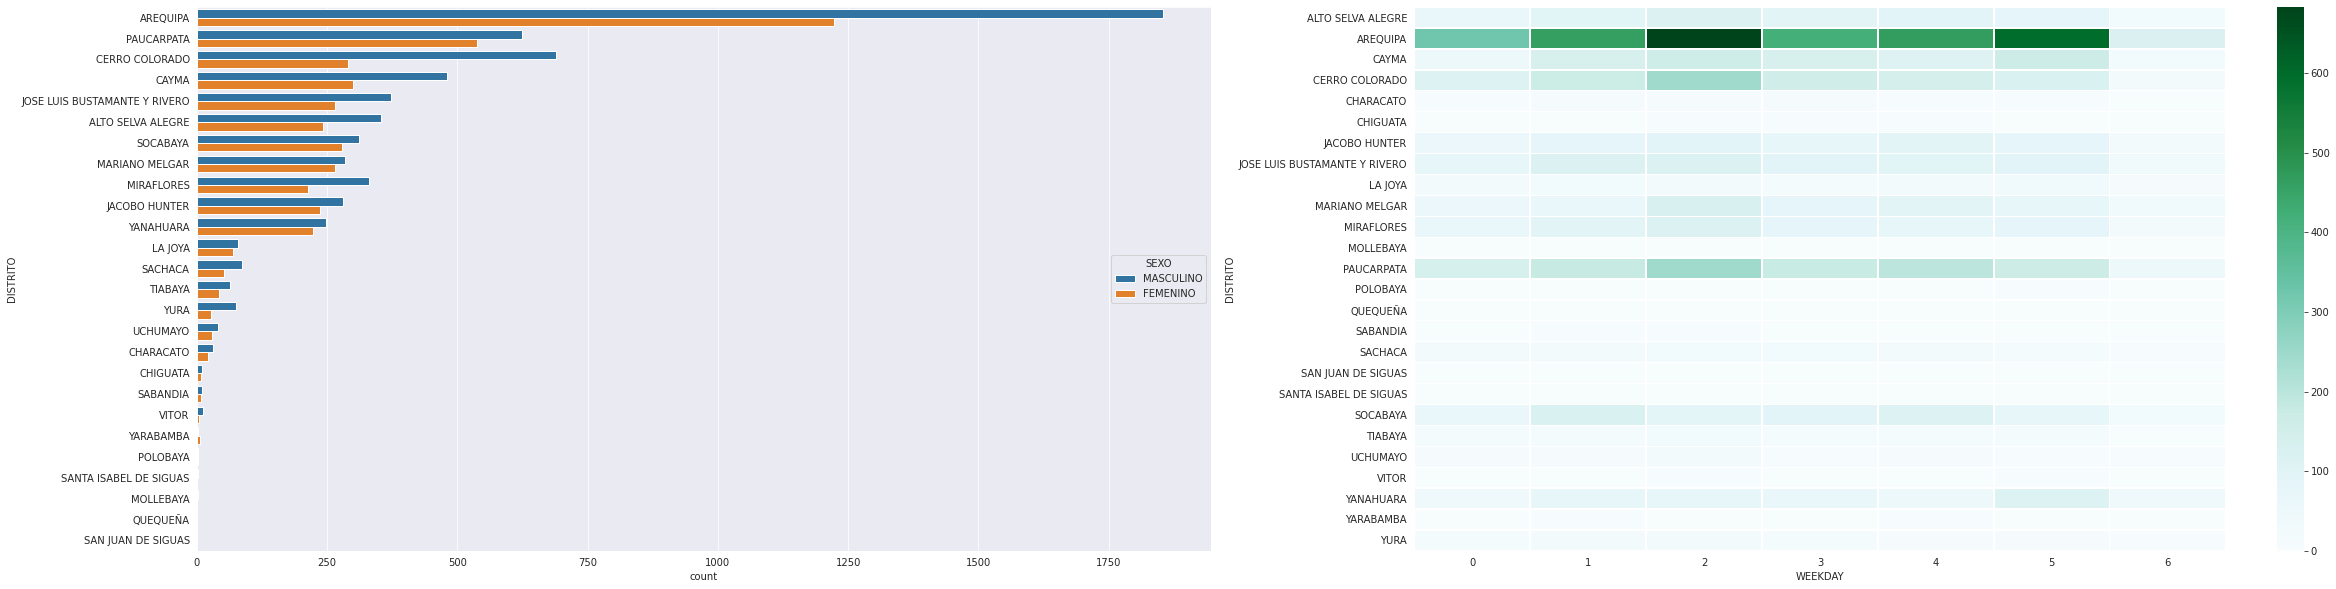 AREQUIPA
PAUCARPATA
CERRO COLORADO
CAYMA
JOSE LUIS BUSTAMANTE Y RIVERO
ALTO SELVA ALEGRE
SOCABAYA
MARIANO MELGAR
MIRAFLORES
JACOBO HUNTER
YANAHUARA
LA JOYA
SACHACA
TIABAYA
YURA
UCHUMAYO
CHARACATO
CHIGUATA
SABANDIA
VITOR
YARABAMBA
POLOBAYA
SANTA ISABEL DE SIGUAS
MOLLEBAYA
QUEQUEÑA
SAN JUAN DE SIGUAS
DISTRITO
0 250 500 750 1000 1250 1500 1750
count
SEXO
MASCULINO
FEMENINO
ALTO SELVA ALEGRE
AREQUIPA
CAYMA
CERRO COLORADO
CHARACATO
CHIGUATA
JACOBO HUNTER
JOSE LUIS BUSTAMANTE Y RIVERO
LA JOYA
MARIANO MELGAR
MIRAFLORES
MOLLEBAYA
PAUCARPATA
POLOBAYA
QUEQUEÑA
SABANDIA
SACHACA
SAN JUAN DE SIGUAS
SANTA ISABEL DE SIGUAS
SOCABAYA
TIABAYA
UCHUMAYO
VITOR
YANAHUARA
YARABAMBA
YURA
DISTRITO
0 1 2 3 4 5 6
WEEKDAY
600
500
400
300
200
100
0